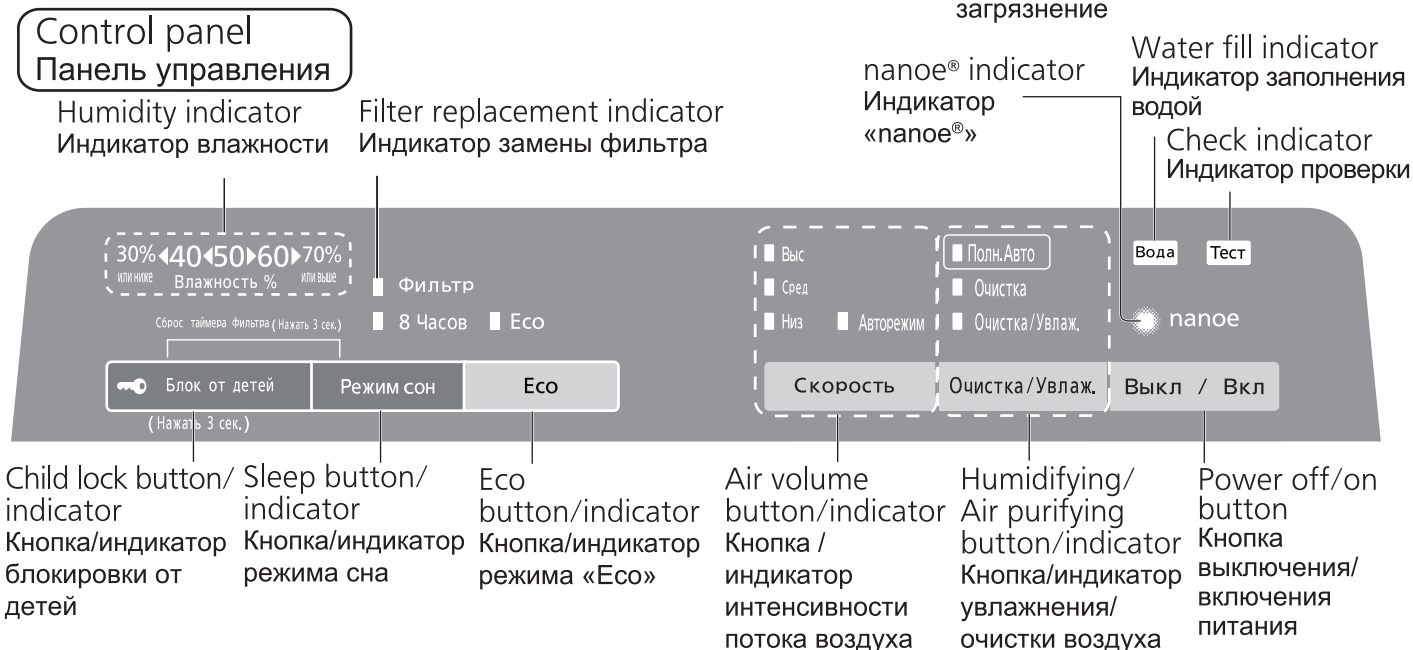 загрязнение
Control panel
Панель управления
Humidity indicator
Индикатор влажности
Filter replacement indicator
Индикатор замены фильтра
nanoe® indicator
Индикатор
«nanoe®»
Water fill indicator
Индикатор заполнения
водой
Check indicator
Индикатор проверки
30% 40 50 60 70%
или ниже Влажность % или выше
Фильтр
Сброс таймера фильтра (Нажать 3 сек.)
8 Часов Eco
Блок от детей
Режим сон
Eco
(Нажать 3 сек.)
Выс
Сред
Низ Авторежим
Скорость
Полн.Авто
Очистка
Очистка/Увлаж.
Очистка/Увлаж.
Вода Тест
nanoe
Выкл / Вкл
Child lock button/
indicator
Кнопка/индикатор
блокировки от
детей
Sleep button/
indicator
Кнопка/индикатор
режима сна
Eco
button/indicator
Кнопка/индикатор
режима «Eco»
Air volume
button/indicator
Кнопка /
индикатор
интенсивности
потока воздуха
Humidifying/
Air purifying
button/indicator
Кнопка/индикатор
увлажнения/
очистки воздуха
Power off/on
button
Кнопка
выключения/
включения
питания